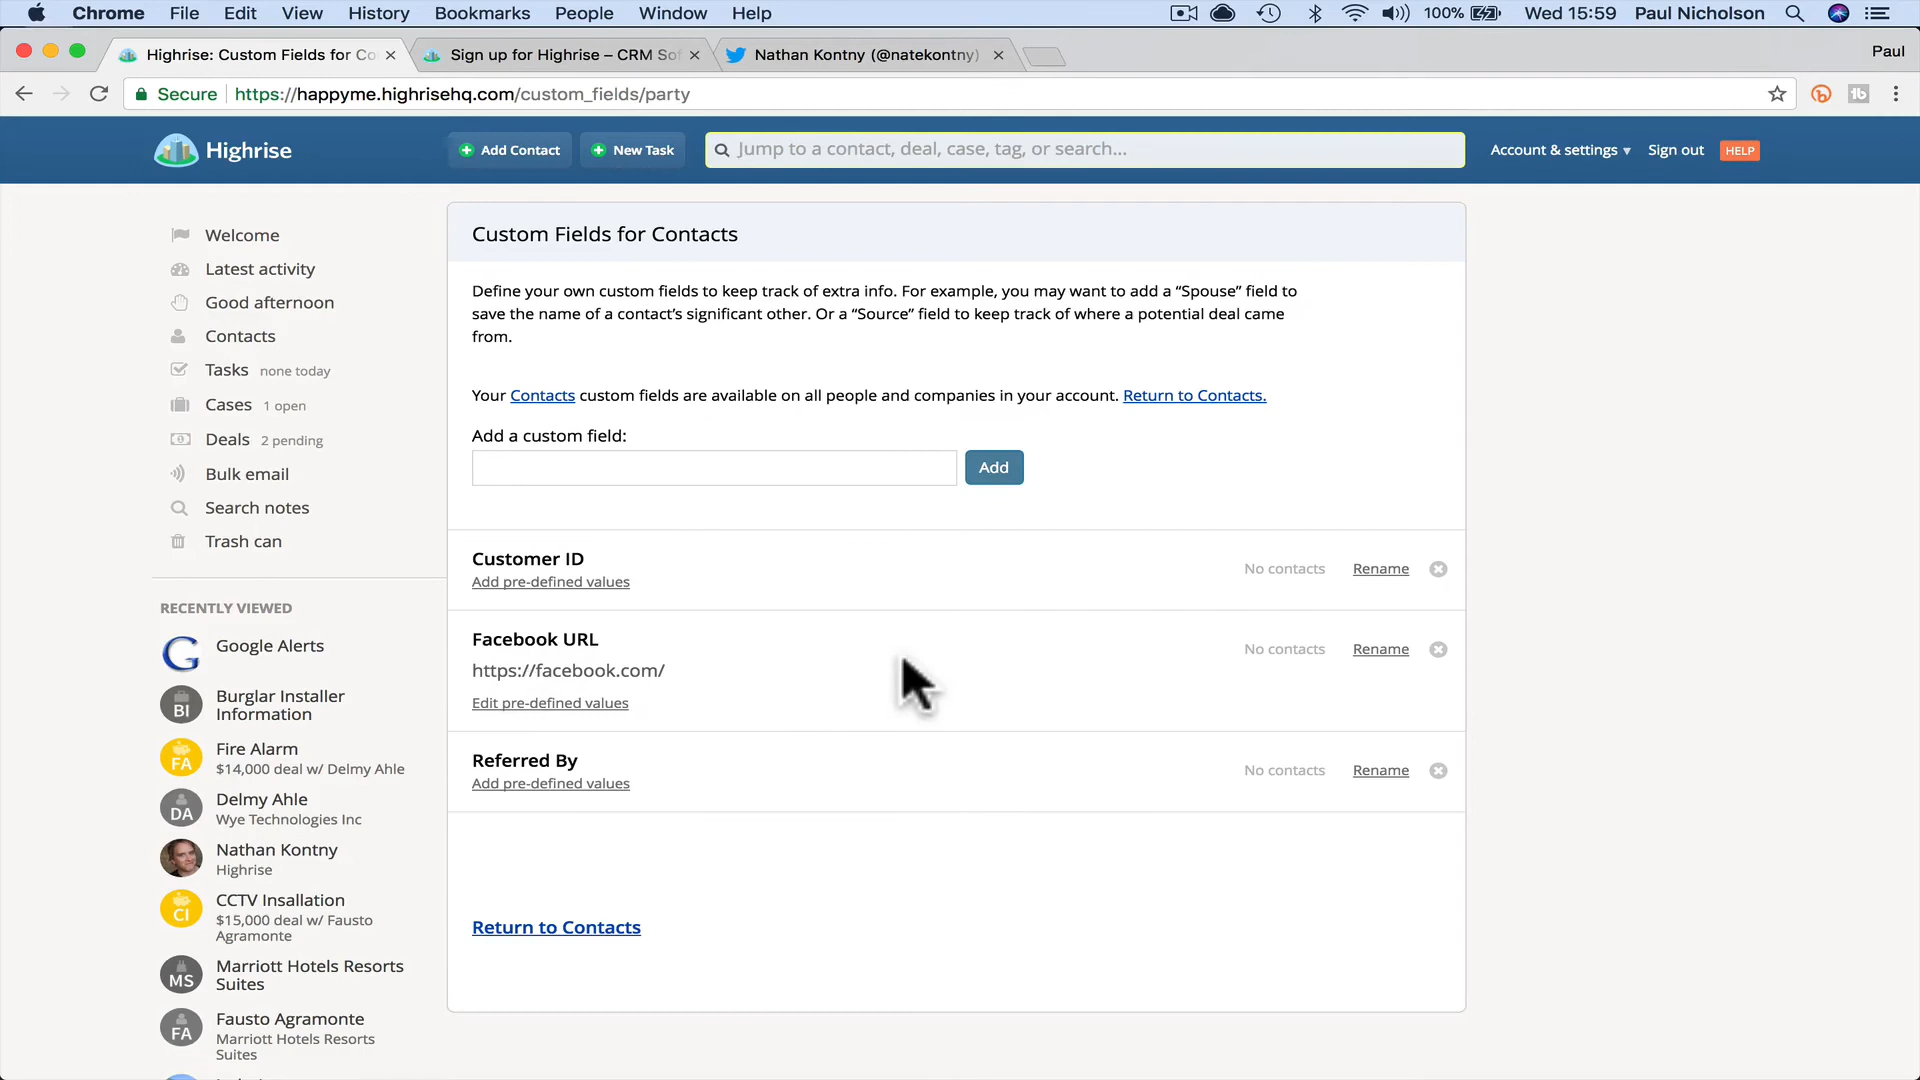 Chrome File Edit View History Bookmarks People Window Help 100% Wed 15:59 Paul Nicholson
Highrise: Custom Fields for Co Sign up for Highrise – CRM Sof Nathan Kontny (@natekontny) Paul
Secure https://happyme.highrisehq.com/custom_fields/party
Highrise Add Contact New Task Jump to a contact, deal, case, tag, or search... Account & settings Sign out HELP
Welcome
Latest activity
Good afternoon
Contacts
Tasks none today
Cases 1 open
Deals 2 pending
Bulk email
Search notes
Trash can
RECENTLY VIEWED
Google Alerts
BI
Burglar Installer
Information
FA
Fire Alarm
$14,000 deal w/ Delmy Ahle
DA
Delmy Ahle
Wye Technologies Inc
Nathan Kontny
Highrise
CI
CCTV Insallation
$15,000 deal w/ Fausto
Agramonte
MS
Marriott Hotels Resorts
Suites
FA
Fausto Agramonte
Marriott Hotels Resorts
Suites
Custom Fields for Contacts
Define your own custom fields to keep track of extra info. For example, you may want to add a “Spouse” field to
save the name of a contact’s significant other. Or a “Source” field to keep track of where a potential deal came
from.
Your Contacts custom fields are available on all people and companies in your account. Return to Contacts.
Add a custom field:
Add
Customer ID
Add pre-defined values
No contacts Rename
Facebook URL
https://facebook.com/
Edit pre-defined values
No contacts Rename
Referred By
Add pre-defined values
No contacts Rename
Return to Contacts